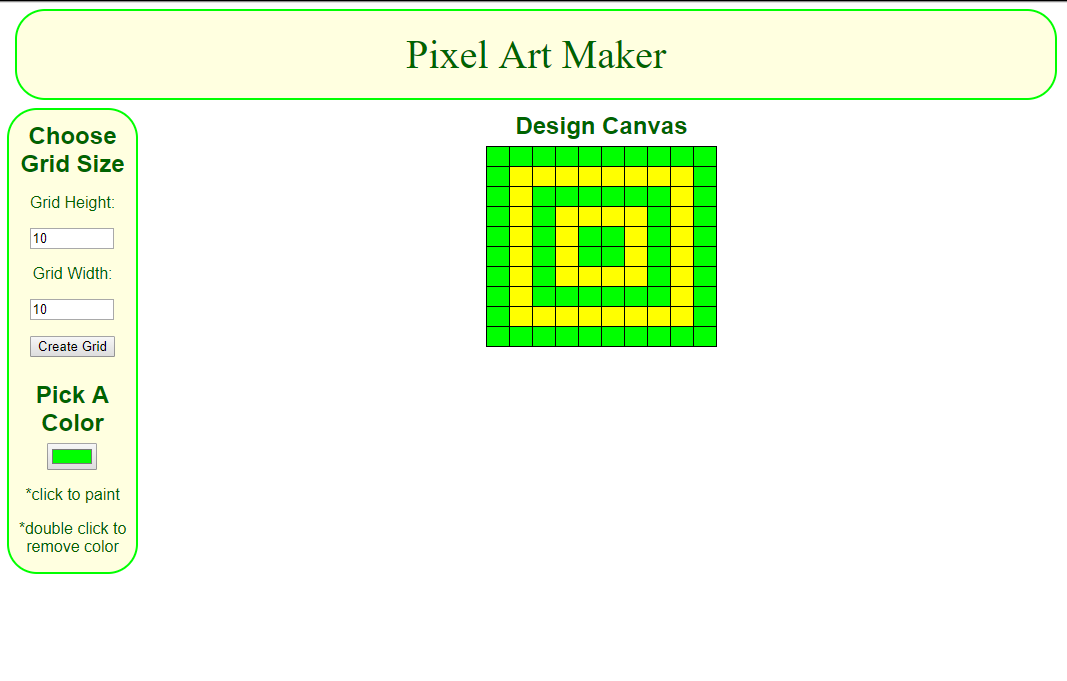 Pixel Art Maker
Choose
Grid Size
Grid Height:
10
Grid Width:
10
Create Grid
Pick A
Color
*click to paint
*double click to
remove color
Design Canvas